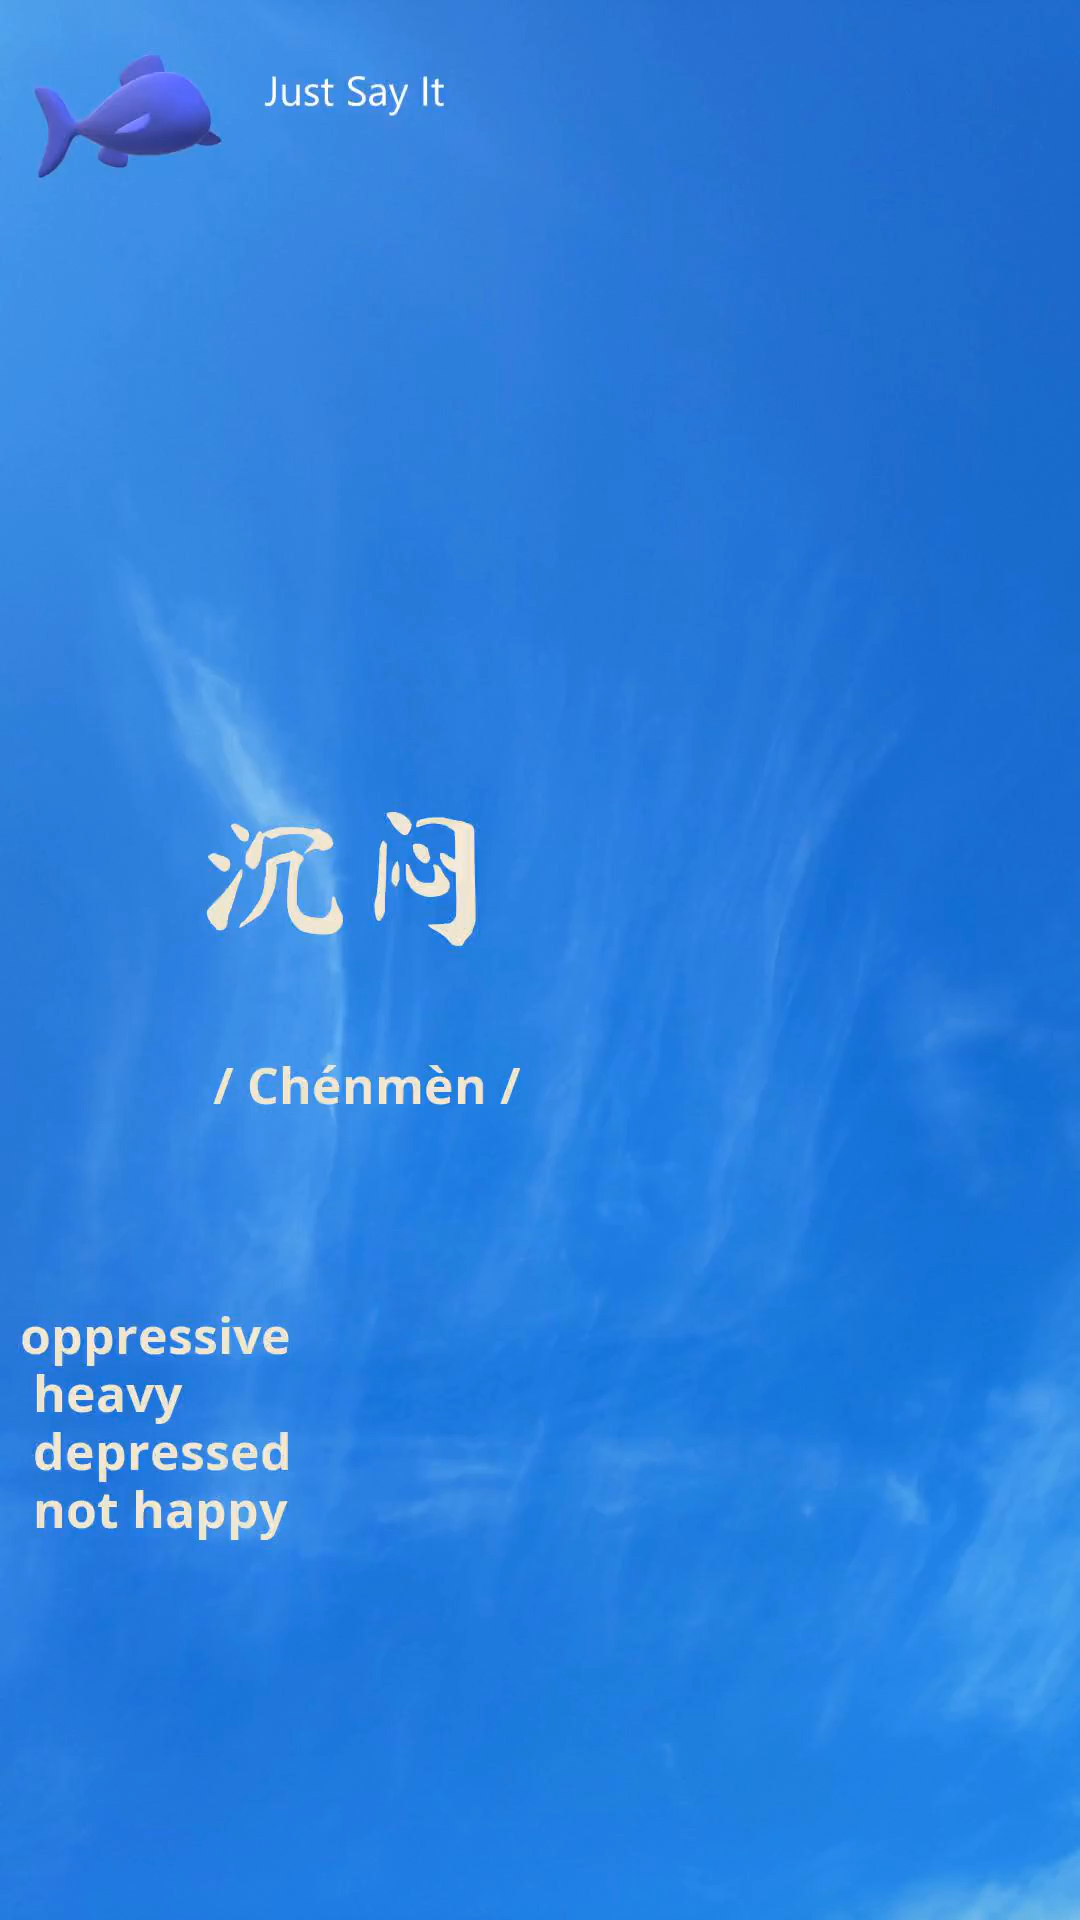 Just Say It
沉闷
/ Chénmèn /
oppressive
heavy
depressed
not happy